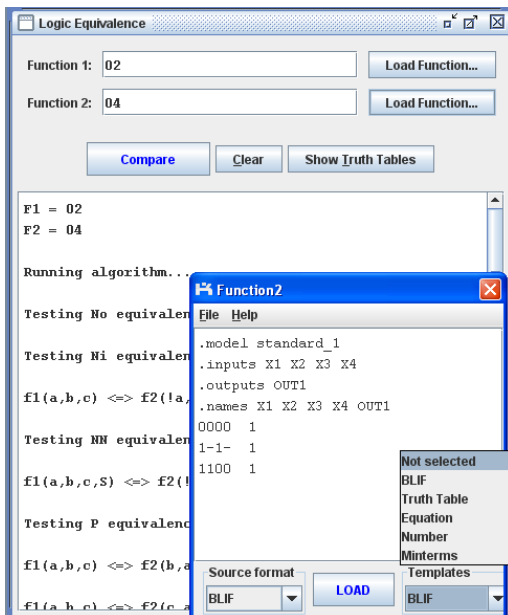 Logic Equivalence
Function 1: 02 Load Function...
Function 2: 04 Load Function...
Compare Clear Show Truth Tables
F1 = 02
F2 = 04
Running algorithm...
Testing No equivalen
Testing Ni equivalen
f1(a,b,c) <=> f2(!a,
Testing NN equivalen
f1(a,b,c,S) <=> f2(!
Testing P equivalenc
f1(a,b,c) <=> f2(b,a
f1(a,b,c) <=> f2(c,a
Function2
File Help
.model standard_1
.inputs X1 X2 X3 X4
.outputs OUT1
.names X1 X2 X3 X4 OUT1
0000 1
1-1- 1
1100 1
Not selected
BLIF
Truth Table
Equation
Number
Minterms
Source format
BLIF
LOAD
Templates
BLIF